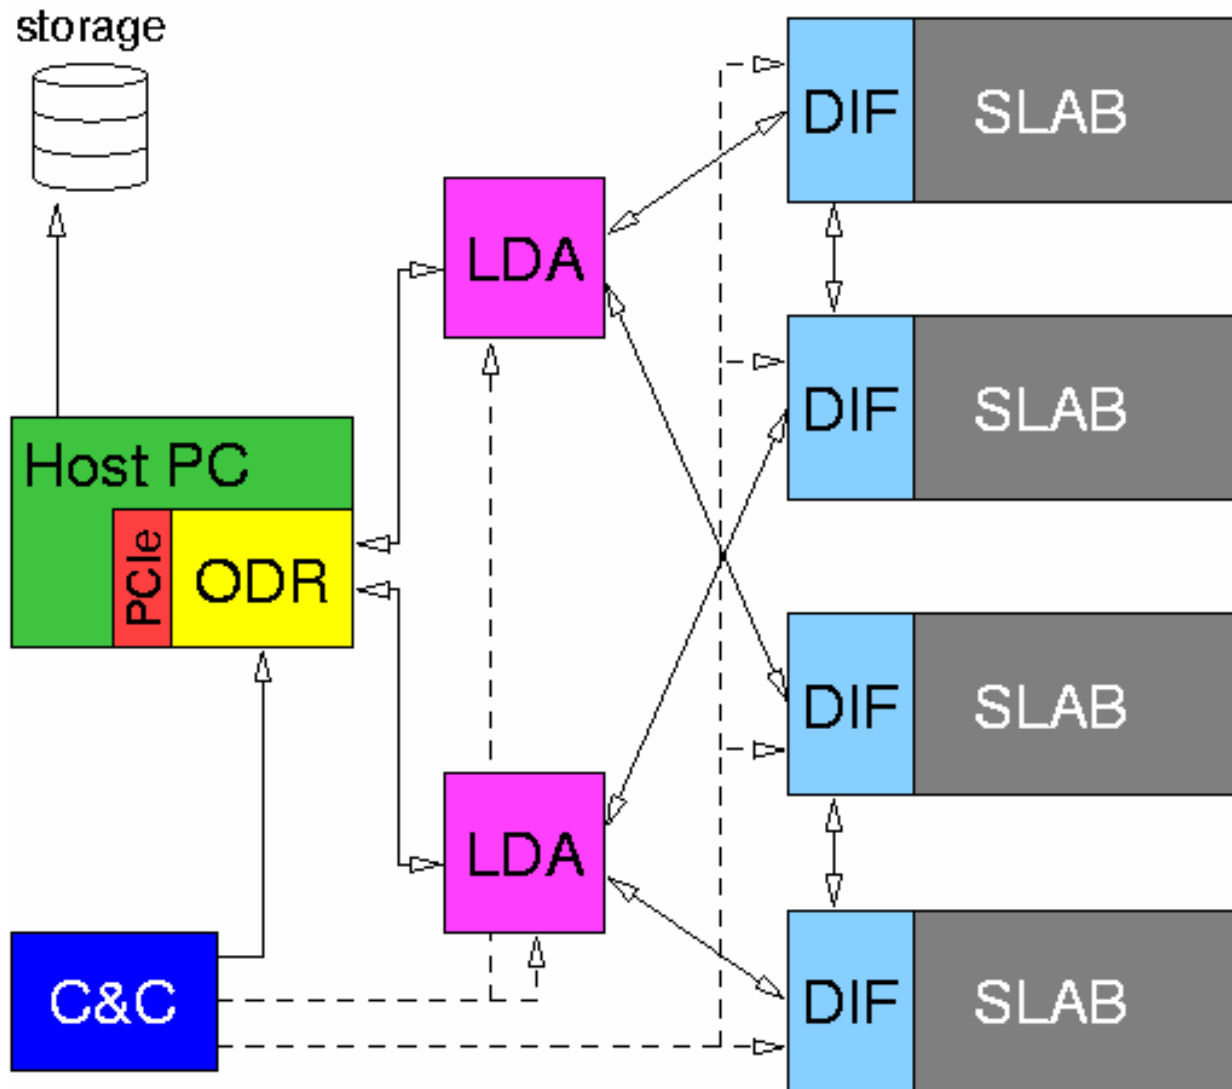 storage
DIF SLAB
LDA
DIF SLAB
Host PC
PCIe
ODR
DIF SLAB
LDA
C&C
DIF SLAB